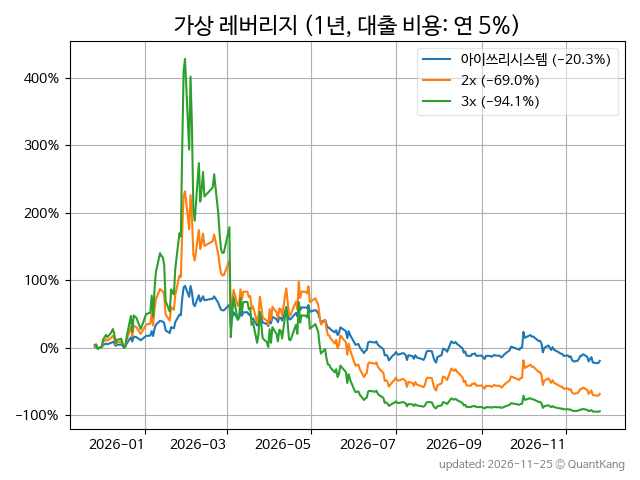 가상 레버리지 (1년, 대출 비용: 연 5%)
아이쓰리시스템 (-20.3%)
2x (-69.0%)
3x (-94.1%)
400%
300%
200%
100%
0%
-100%
2026-01
2026-03
2026-05
2026-07
2026-09
2026-11
updated: 2026-11-25 © QuantKang